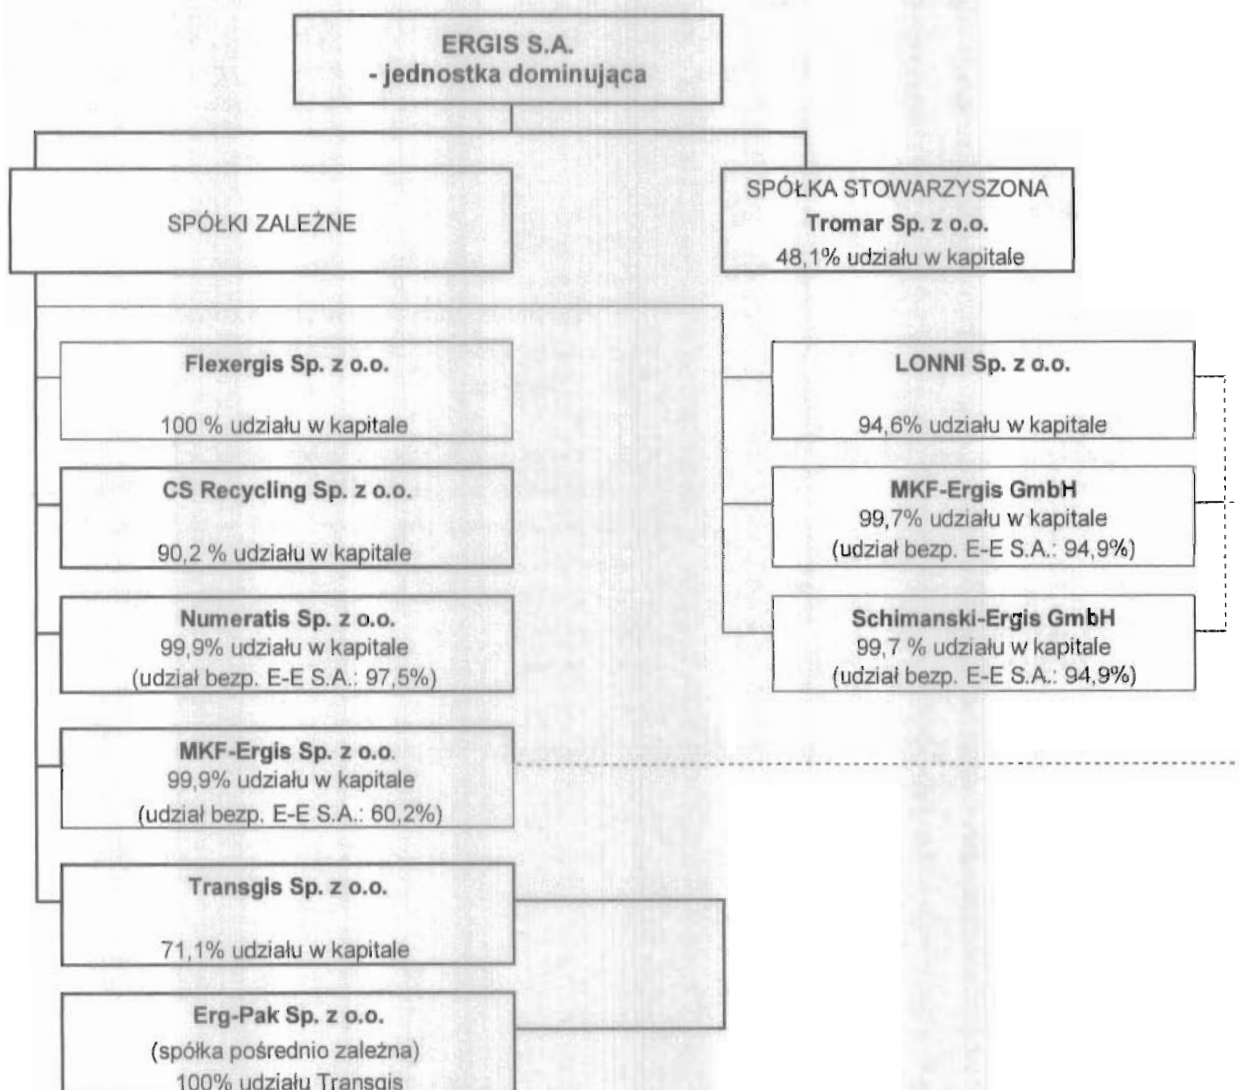 ERGIS S.A.
- jednostka dominująca
SPÓŁKI ZALEŻNE
SPÓŁKA STOWARZYSZONA
Tromar Sp. z o.o.
48,1% udziału w kapitale
Flexergis Sp. z o.o.
100 % udziału w kapitale
CS Recycling Sp. z o.o.
90,2 % udziału w kapitale
Numeratis Sp. z o.o.
99,9% udziału w kapitale
(udział bezp. E-E S.A.: 97,5%)
MKF-Ergis Sp. z o.o.
99,9% udziału w kapitale
(udział bezp. E-E S.A.: 60,2%)
Transgis Sp. z o.o.
71,1% udziału w kapitale
Erg-Pak Sp. z o.o.
(spółka pośrednio zależna)
100% udziału Transgis
LONNI Sp. z o.o.
94,6% udziału w kapitale
MKF-Ergis GmbH
99,7% udziału w kapitale
(udział bezp. E-E S.A.: 94,9%)
Schimanski-Ergis GmbH
99,7 % udziału w kapitale
(udział bezp. E-E S.A.: 94,9%)